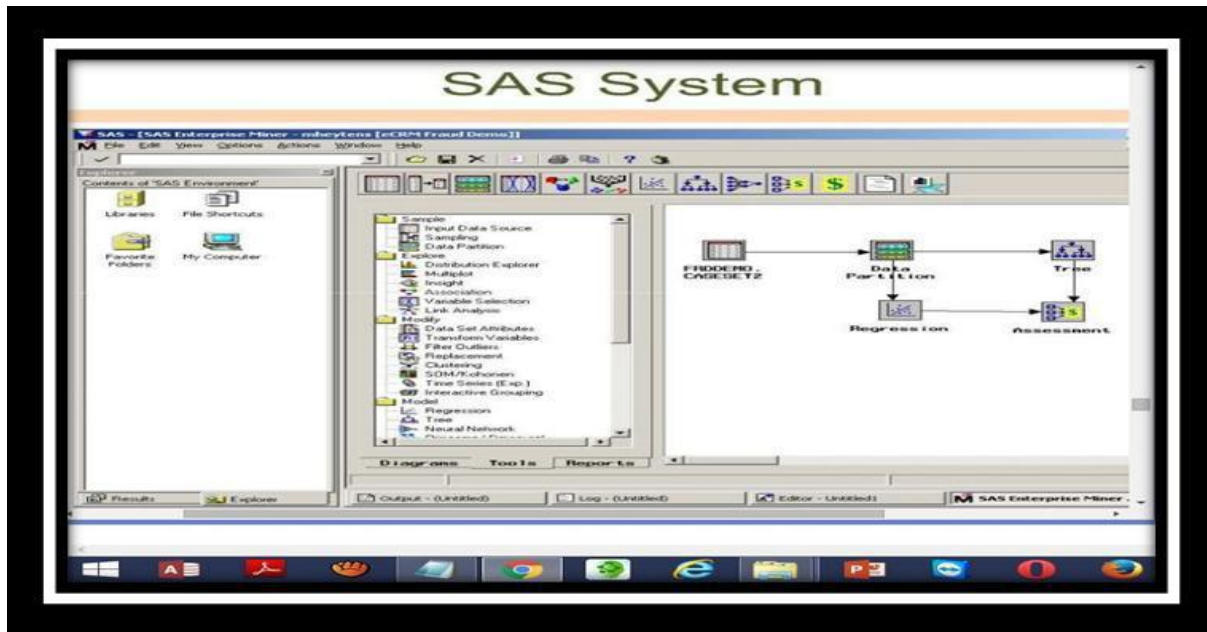 SAS System
SAS - [SAS Enterprise Miner - mheytens [eCRM Fraud Demo]]
File Edit View Options Actions Window Help
Explorer
Contents of 'SAS Environment'
Libraries
File Shortcuts
Favorite Folders
My Computer
Sample
Input Data Source
Sampling
Data Partition
Explore
Distribution Explorer
Multiplot
Insight
Association
Variable Selection
Link Analysis
Modify
Data Set Attributes
Transform Variables
Filter Outliers
Replacement
Clustering
SOM/Kohonen
Time Series (Exp.)
Interactive Grouping
Model
Regression
Tree
Neural Network
FRDDEMO.
CASESET2
Data
Partition
Tree
Regression
Assessment
Diagrams Tools Reports
Results Explorer
Output - (Untitled) Log - (Untitled) Editor - Untitled1 SAS Enterprise Miner -